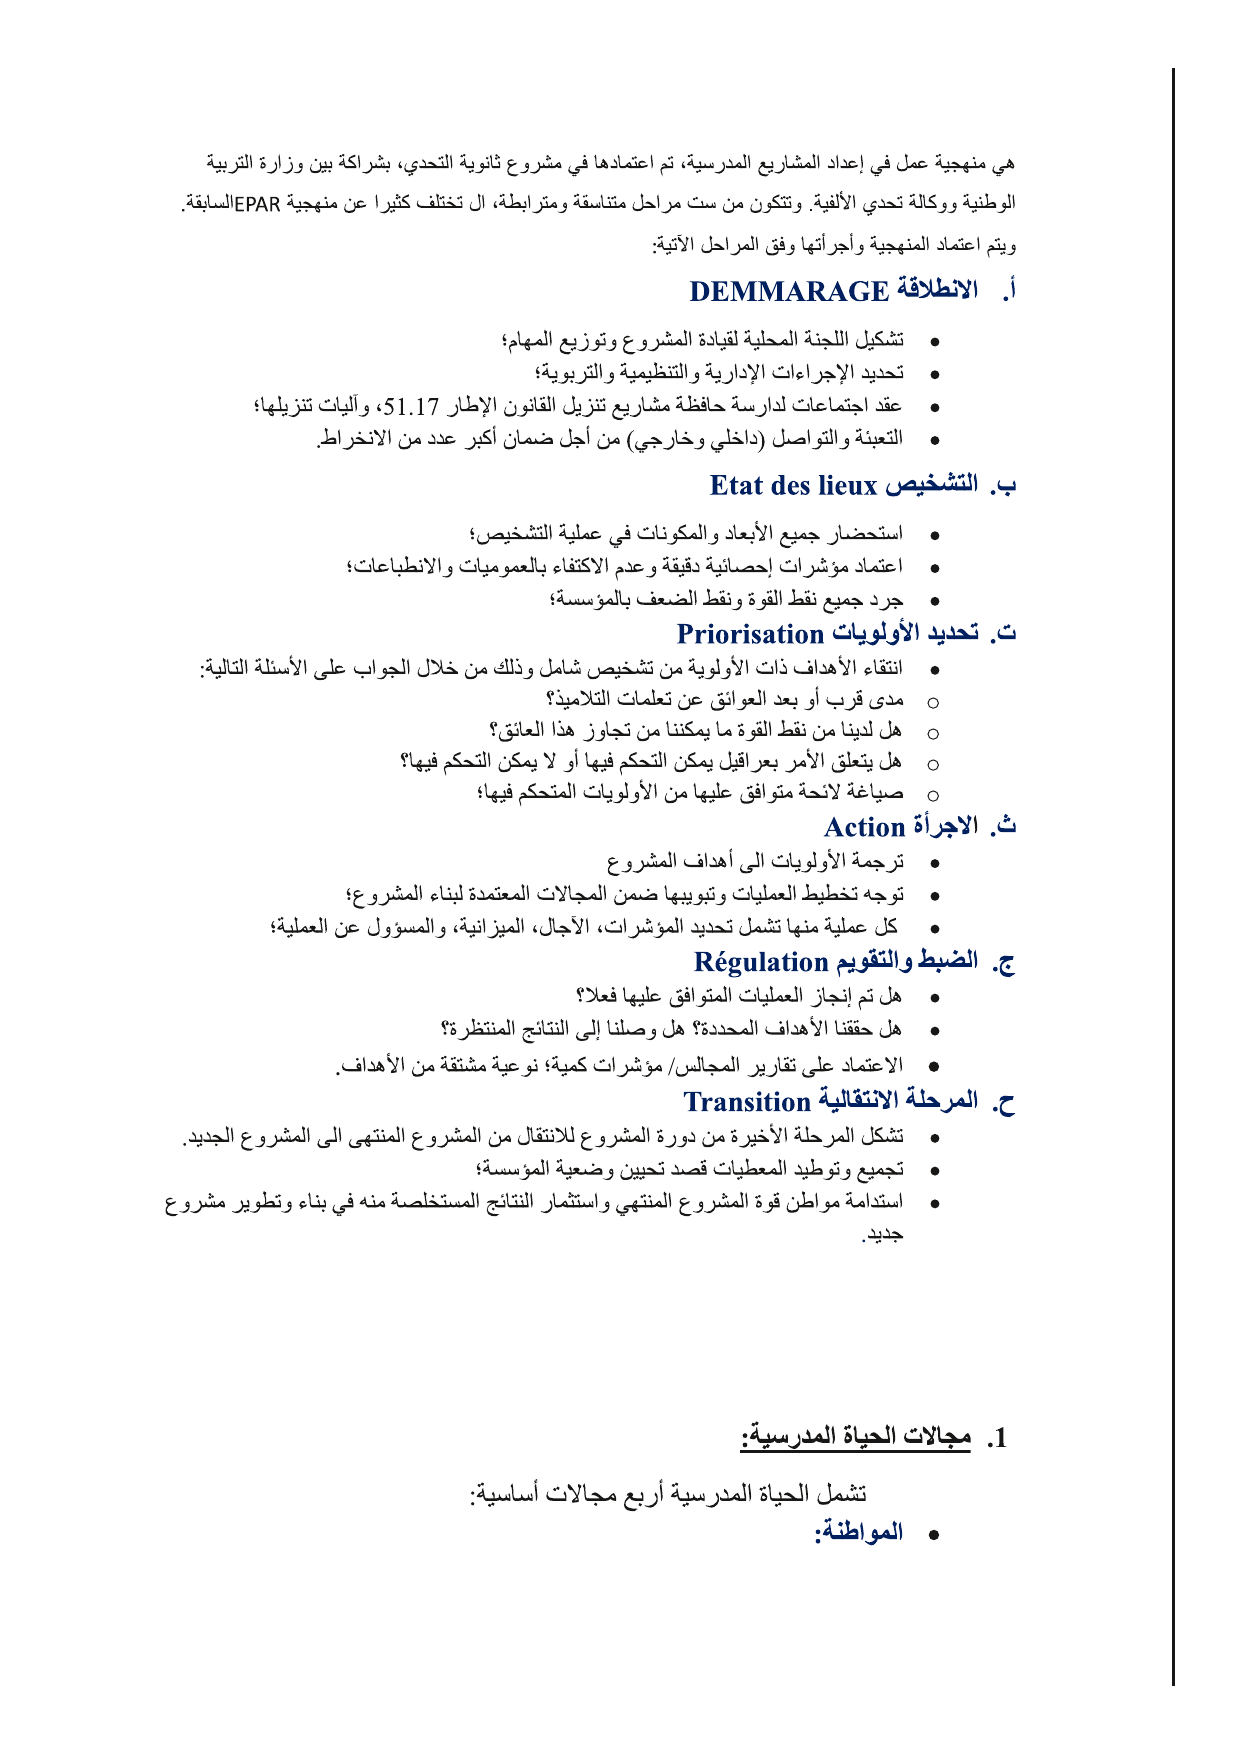 هي منهجية عمل في إعداد المشاريع المدرسية، تم اعتمادها في مشروع ثانوية التحدي، بشراكة بين وزارة التربية
الوطنية ووكالة تحدي الألفية. وتتكون من ست مراحل متناسقة ومترابطة، ال تختلف كثيرا عن منهجية EPARالسابقة.
ويتم اعتماد المنهجية وأجرأتها وفق المراحل الآتية:
أ. الانطلاقة DEMMARAGE
• تشكيل اللجنة المحلية لقيادة المشروع وتوزيع المهام؛
• تحديد الإجراءات الإدارية والتنظيمية والتربوية؛
• عقد اجتماعات لدارسة حافظة مشاريع تنزيل القانون الإطار 51.17، وآليات تنزيلها؛
• التعبئة والتواصل (داخلي وخارجي) من أجل ضمان أكبر عدد من الانخراط.
ب. التشخيص Etat des lieux
• استحضار جميع الأبعاد والمكونات في عملية التشخيص؛
• اعتماد مؤشرات إحصائية دقيقة وعدم الاكتفاء بالعموميات والانطباعات؛
• جرد جميع نقط القوة ونقط الضعف بالمؤسسة؛
ت. تحديد الأولويات Priorisation
• انتقاء الأهداف ذات الأولوية من تشخيص شامل وذلك من خلال الجواب على الأسئلة التالية:
o مدى قرب أو بعد العوائق عن تعلمات التلاميذ؟
o هل لدينا من نقط القوة ما يمكننا من تجاوز هذا العائق؟
o هل يتعلق الأمر بعراقيل يمكن التحكم فيها أو لا يمكن التحكم فيها؟
o صياغة لائحة متوافق عليها من الأولويات المتحكم فيها؛
ث. الاجرأة Action
• ترجمة الأولويات الى أهداف المشروع
• توجه تخطيط العمليات وتبويبها ضمن المجالات المعتمدة لبناء المشروع؛
• كل عملية منها تشمل تحديد المؤشرات، الآجال، الميزانية، والمسؤول عن العملية؛
ج. الضبط والتقويم Régulation
• هل تم إنجاز العمليات المتوافق عليها فعلا؟
• هل حققنا الأهداف المحددة؟ هل وصلنا إلى النتائج المنتظرة؟
• الاعتماد على تقارير المجالس/ مؤشرات كمية؛ نوعية مشتقة من الأهداف.
ح. المرحلة الانتقالية Transition
• تشكل المرحلة الأخيرة من دورة المشروع للانتقال من المشروع المنتهى الى المشروع الجديد.
• تجميع وتوطيد المعطيات قصد تحيين وضعية المؤسسة؛
• استدامة مواطن قوة المشروع المنتهي واستثمار النتائج المستخلصة منه في بناء وتطوير مشروع
جديد.
1. مجالات الحياة المدرسية:
تشمل الحياة المدرسية أربع مجالات أساسية:
• المواطنة: